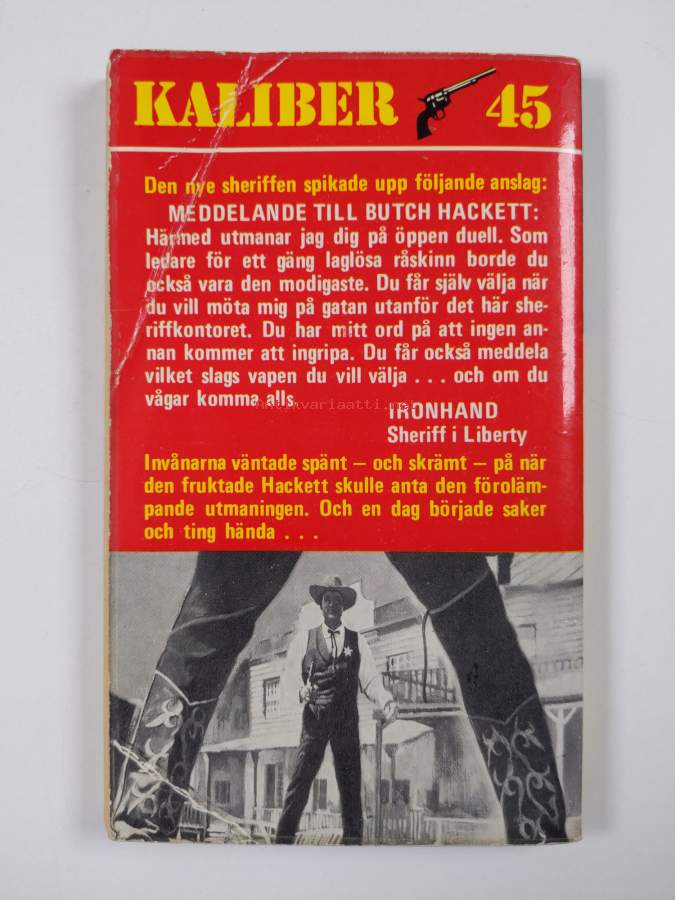 KALIBER 45
Den nye sheriffen spikade upp följande anslag:
MEDDELANDE TILL BUTCH HACKETT:
Härmed utmanar jag dig på öppen duell. Som
ledare för ett gäng laglösa råskinn borde du
också vara den modigaste. Du får själv välja när
du vill möta mig på gatan utanför det här she-
riffkontoret. Du har mitt ord på att ingen an-
nan kommer att ingripa. Du får också meddela
vilket slags vapen du vill välja . . . och om du
vågar komma alls.
IRONHAND
Sheriff i Liberty
Invånarna väntade spänt – och skrämt – på när
den fruktade Hackett skulle anta den föroläm-
pande utmaningen. Och en dag började saker
och ting hända . . .